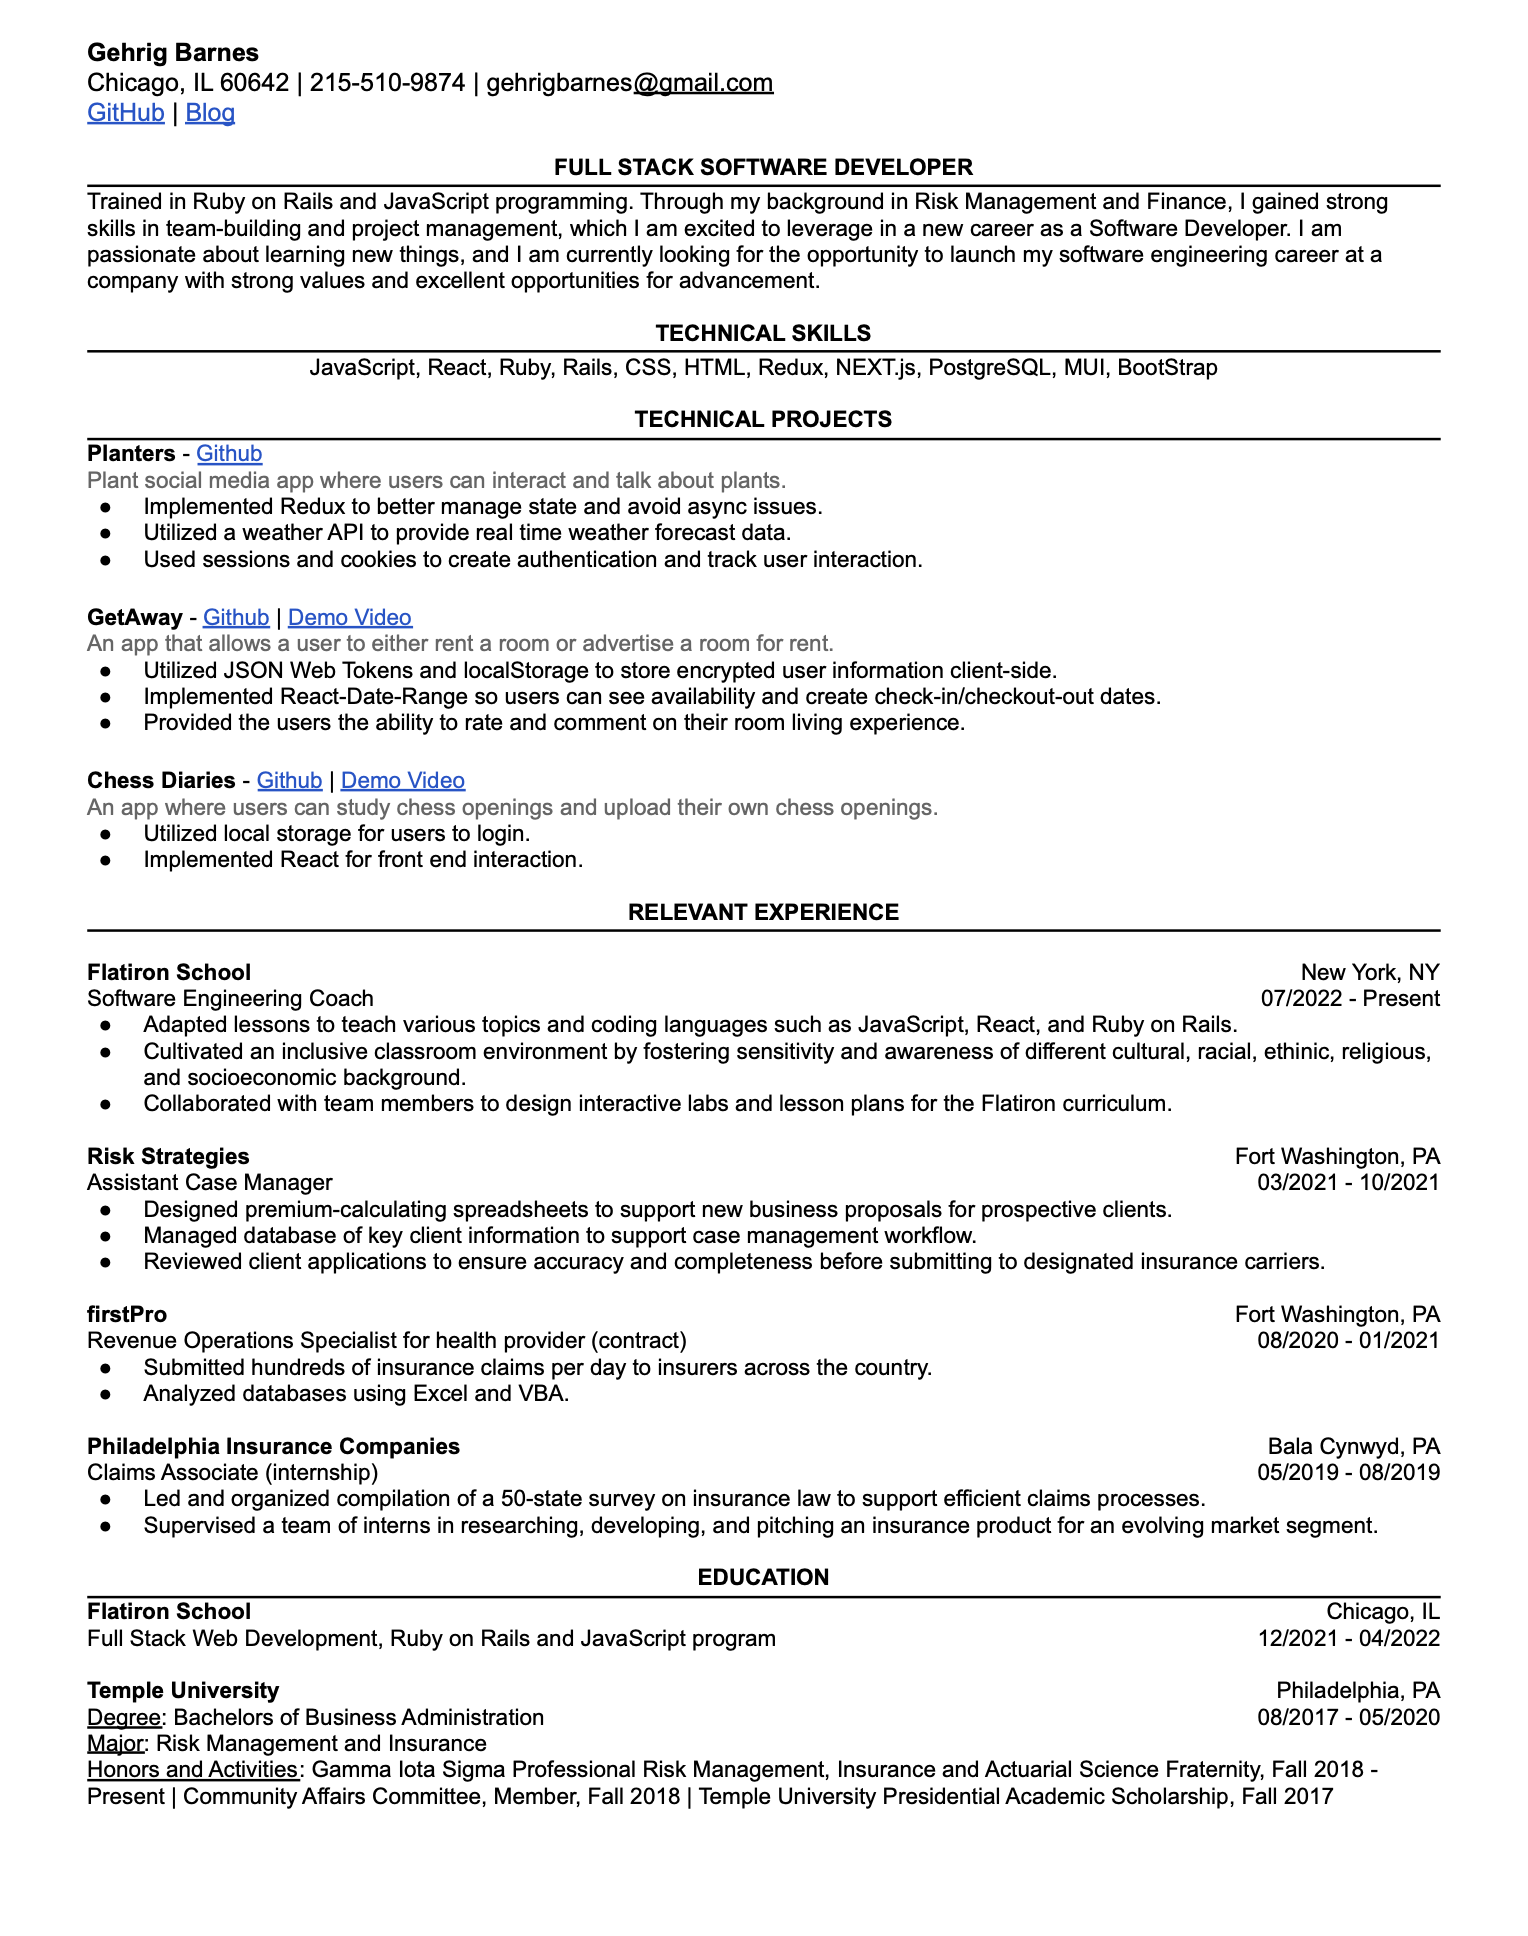 Gehrig Barnes
Chicago, IL 60642 | 215-510-9874 | gehrigbarnes@gmail.com
GitHub | Blog
FULL STACK SOFTWARE DEVELOPER
Trained in Ruby on Rails and JavaScript programming. Through my background in Risk Management and Finance, I gained strong
skills in team-building and project management, which I am excited to leverage in a new career as a Software Developer. I am
passionate about learning new things, and I am currently looking for the opportunity to launch my software engineering career at a
company with strong values and excellent opportunities for advancement.
TECHNICAL SKILLS
JavaScript, React, Ruby, Rails, CSS, HTML, Redux, NEXT.js, PostgreSQL, MUI, BootStrap
TECHNICAL PROJECTS
Planters - Github
Plant social media app where users can interact and talk about plants.
● Implemented Redux to better manage state and avoid async issues.
● Utilized a weather API to provide real time weather forecast data.
● Used sessions and cookies to create authentication and track user interaction.
GetAway - Github | Demo Video
An app that allows a user to either rent a room or advertise a room for rent.
● Utilized JSON Web Tokens and localStorage to store encrypted user information client-side.
● Implemented React-Date-Range so users can see availability and create check-in/checkout-out dates.
● Provided the users the ability to rate and comment on their room living experience.
Chess Diaries - Github | Demo Video
An app where users can study chess openings and upload their own chess openings.
● Utilized local storage for users to login.
● Implemented React for front end interaction.
RELEVANT EXPERIENCE
Flatiron School New York, NY
Software Engineering Coach 07/2022 - Present
● Adapted lessons to teach various topics and coding languages such as JavaScript, React, and Ruby on Rails.
● Cultivated an inclusive classroom environment by fostering sensitivity and awareness of different cultural, racial, ethinic, religious,
and socioeconomic background.
● Collaborated with team members to design interactive labs and lesson plans for the Flatiron curriculum.
Risk Strategies Fort Washington, PA
Assistant Case Manager 03/2021 - 10/2021
● Designed premium-calculating spreadsheets to support new business proposals for prospective clients.
● Managed database of key client information to support case management workflow.
● Reviewed client applications to ensure accuracy and completeness before submitting to designated insurance carriers.
firstPro Fort Washington, PA
Revenue Operations Specialist for health provider (contract) 08/2020 - 01/2021
● Submitted hundreds of insurance claims per day to insurers across the country.
● Analyzed databases using Excel and VBA.
Philadelphia Insurance Companies Bala Cynwyd, PA
Claims Associate (internship) 05/2019 - 08/2019
● Led and organized compilation of a 50-state survey on insurance law to support efficient claims processes.
● Supervised a team of interns in researching, developing, and pitching an insurance product for an evolving market segment.
EDUCATION
Flatiron School Chicago, IL
Full Stack Web Development, Ruby on Rails and JavaScript program 12/2021 - 04/2022
Temple University Philadelphia, PA
Degree: Bachelors of Business Administration 08/2017 - 05/2020
Major: Risk Management and Insurance
Honors and Activities: Gamma Iota Sigma Professional Risk Management, Insurance and Actuarial Science Fraternity, Fall 2018 -
Present | Community Affairs Committee, Member, Fall 2018 | Temple University Presidential Academic Scholarship, Fall 2017